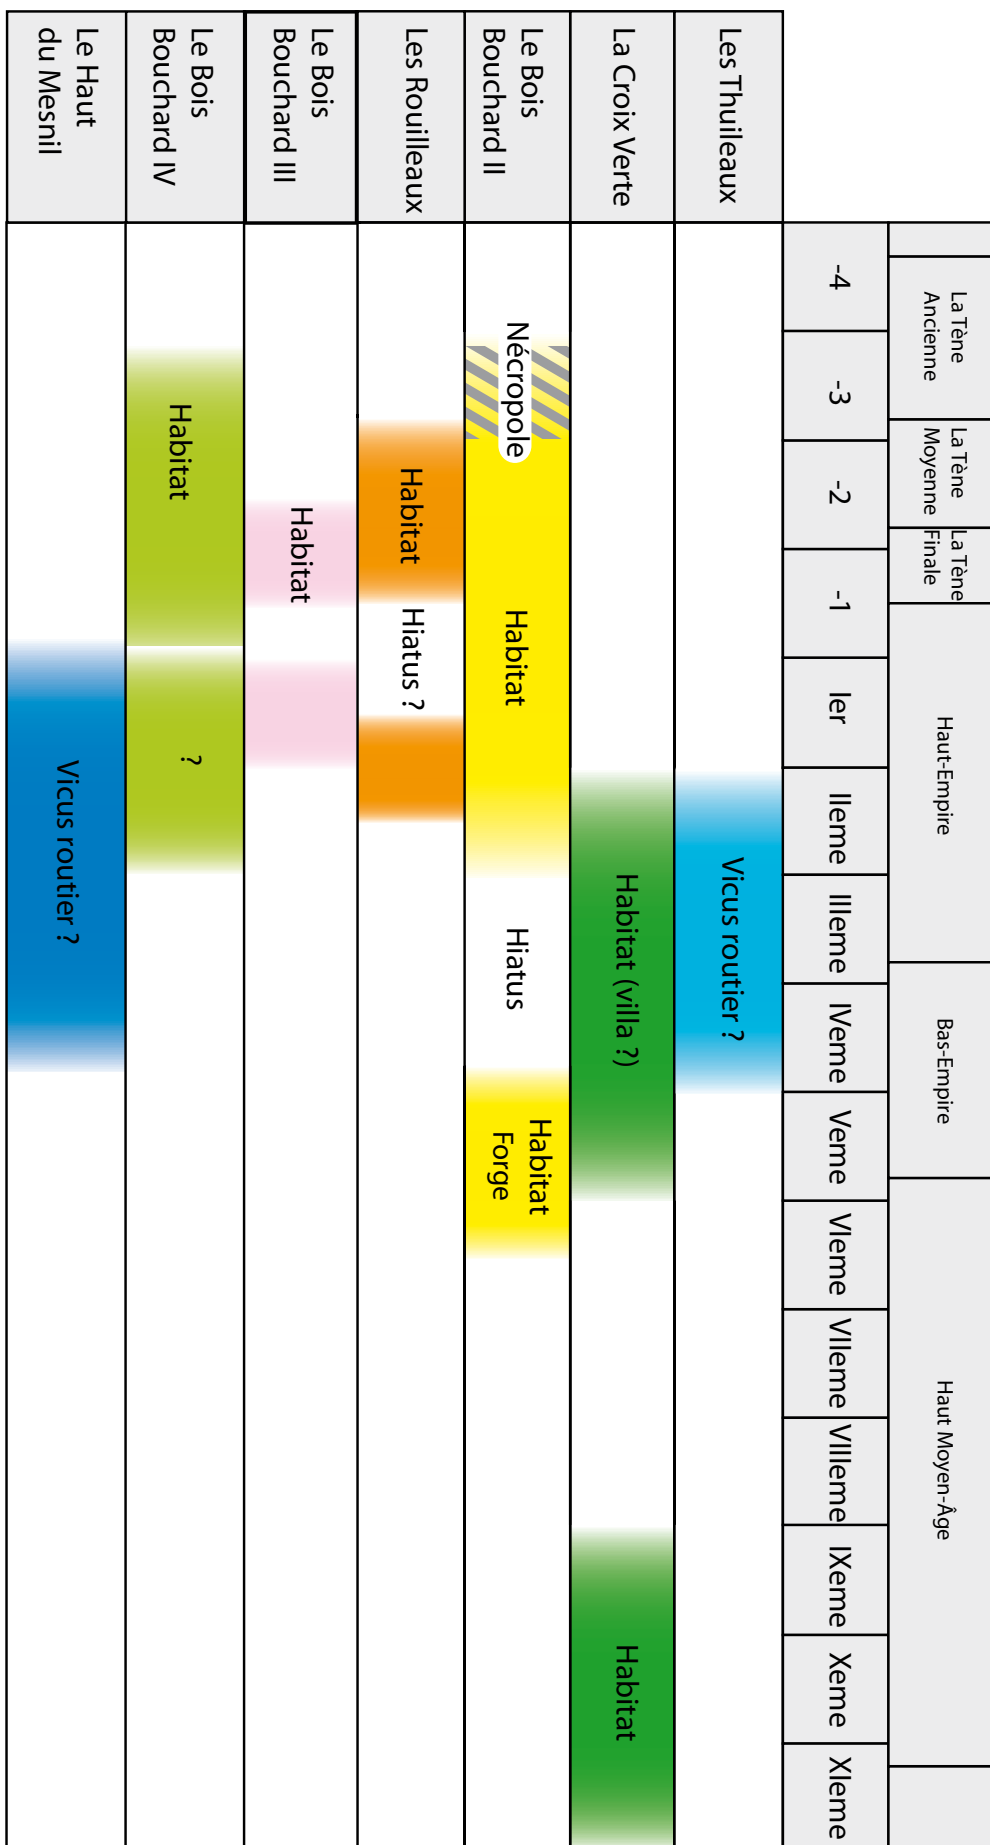 La Tène
Ancienne
La Tène
Moyenne
La Tène
Finale
Haut-Empire
Bas-Empire
Haut Moyen-Âge
-4
-3
-2
-1
Ier
IIeme
IIIeme
IVeme
Veme
VIeme
VIIeme
VIIIeme
IXeme
Xeme
XIeme
Les Thuileaux
Vicus routier ?
La Croix Verte
Habitat (villa ?)
Habitat
Le Bois
Bouchard II
Nécropole
Habitat
Hiatus
Habitat
Forge
Les Rouilleaux
Habitat
Hiatus ?
Le Bois
Bouchard III
Habitat
Le Bois
Bouchard IV
Habitat
?
Le Haut
du Mesnil
Vicus routier ?